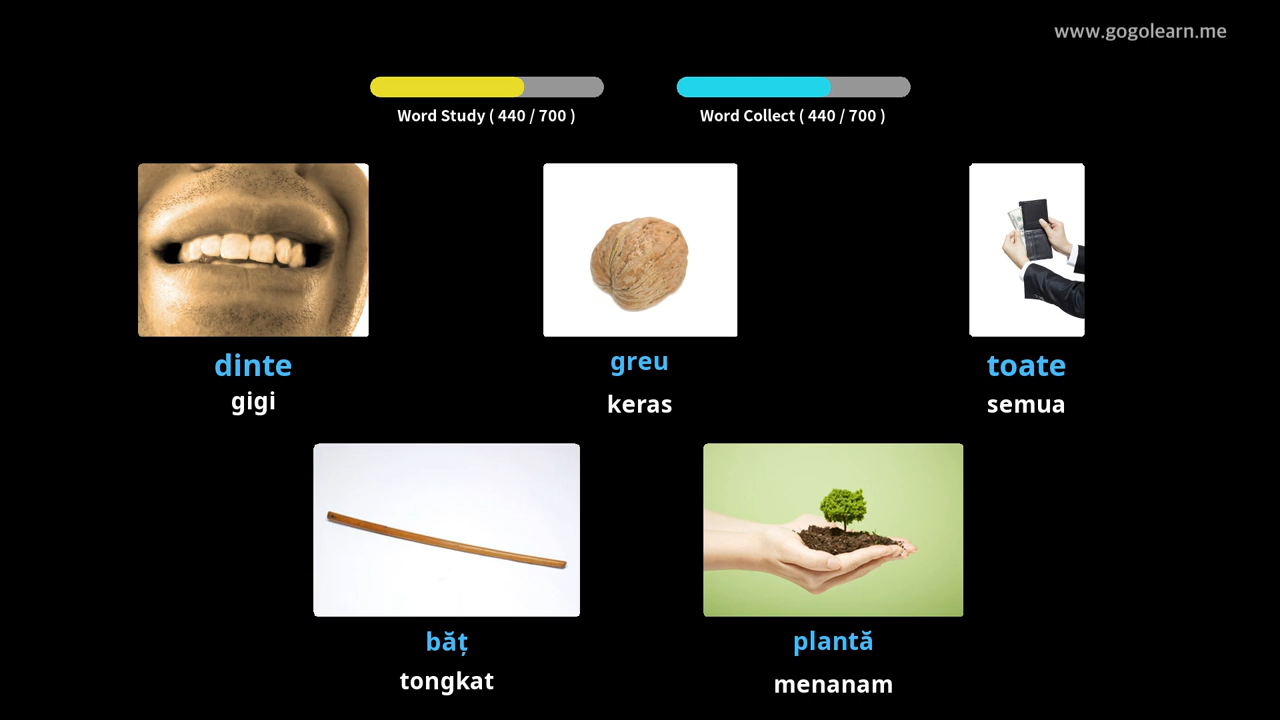 www.gogolearn.me
Word Study ( 440 / 700 )
Word Collect ( 440 / 700 )
dinte
gigi
greu
keras
toate
semua
băț
tongkat
plantă
menanam